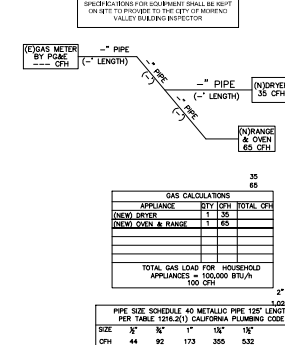 SPECIFICATIONS FOR EQUIPMENT SHALL BE KEPT
ON SITE TO PROVIDE TO THE CITY OF MORENO
VALLEY BUILDING INSPECTOR
(E)GAS METER
BY PG&E
--- CFH
–" PIPE
(–' LENGTH)
–" PIPE
(–')
–" PIPE
(–' LENGTH)
–" PIPE
(–')
(N)DRYER
35 CFH
(N)RANGE
& OVEN
65 CFH
35
65
GAS CALCULATIONS
APPLIANCE QTY CFH TOTAL CFH
(NEW) DRYER 1 35
(NEW) OVEN & RANGE 1 65
TOTAL GAS LOAD FOR HOUSEHOLD
APPLIANCES = 100,000 BTU/h
100 CFH
2"
1,02
PIPE SIZE SCHEDULE 40 METALLIC PIPE 125' LENGT
PER TABLE 1216.2(1) CALIFORNIA PLUMBING CODE
SIZE ½" ¾" 1" 1¼" 1½"
CFH 44 92 173 355 532